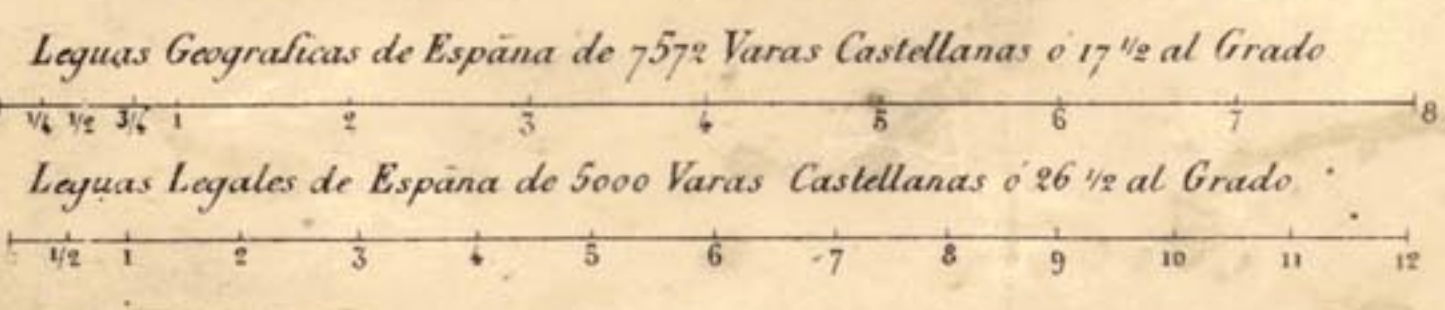 Leguas Geograficas de Espãna de 7572 Varas Castellanas ó 17 1/2 al Grado
1/4 1/2 3/4 1 2 3 4 5 6 7 8
Leguas Legales de Espãna de 5000 Varas Castellanas ó 26 1/2 al Grado
1/2 1 2 3 4 5 6 7 8 9 10 11 12